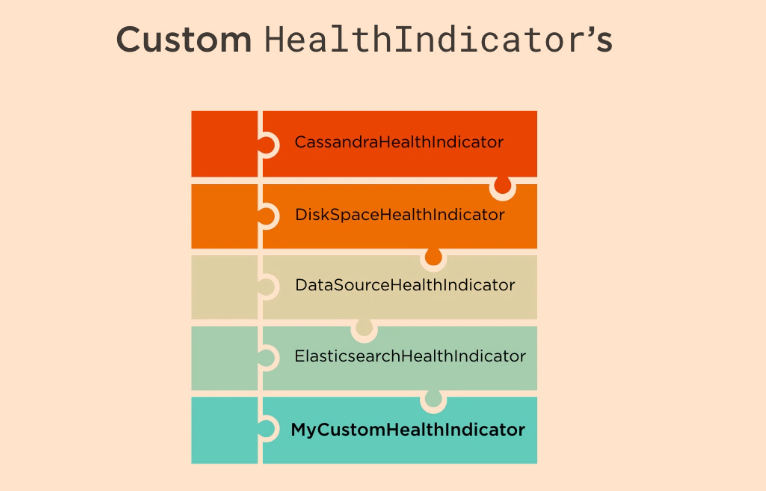 Custom HealthIndicator's
CassandraHealthIndicator
DiskSpaceHealthIndicator
DataSourceHealthIndicator
ElasticsearchHealthIndicator
MyCustomHealthIndicator